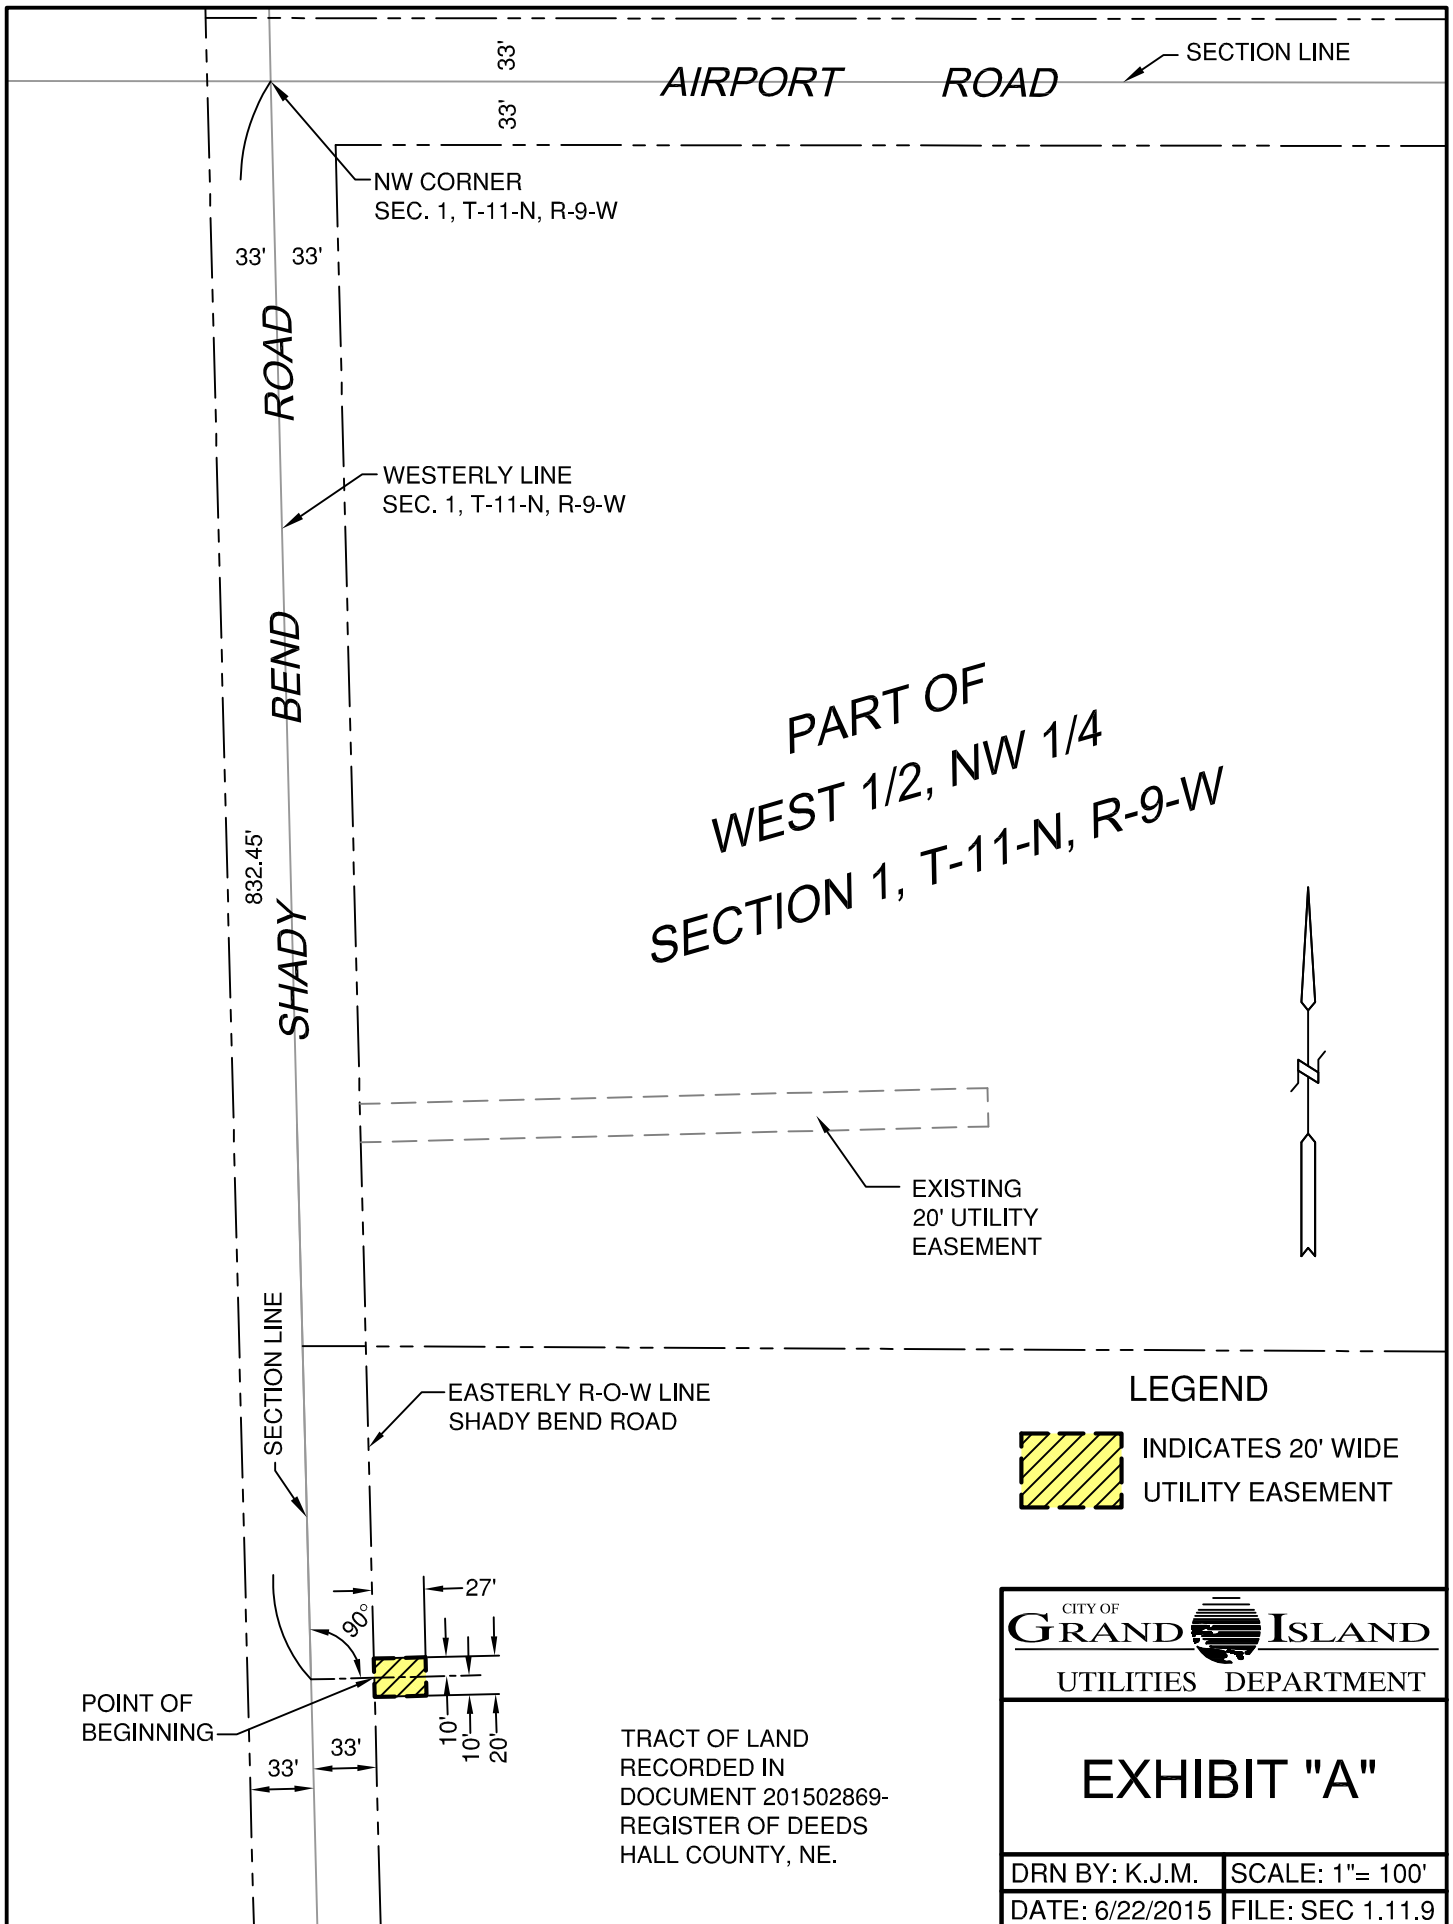 33'
SECTION LINE
AIRPORT ROAD
33'
NW CORNER
SEC. 1, T-11-N, R-9-W
33' 33'
ROAD
WESTERLY LINE
SEC. 1, T-11-N, R-9-W
BEND
PART OF
WEST 1/2, NW 1/4
SECTION 1, T-11-N, R-9-W
832.45'
SHADY
N
EXISTING
20' UTILITY
EASEMENT
SECTION LINE
EASTERLY R-O-W LINE
SHADY BEND ROAD
LEGEND
INDICATES 20' WIDE
UTILITY EASEMENT
27'
90°
POINT OF
BEGINNING
10'
10'
20'
33'
33'
TRACT OF LAND
RECORDED IN
DOCUMENT 201502869-
REGISTER OF DEEDS
HALL COUNTY, NE.
CITY OF
GRAND ISLAND
UTILITIES DEPARTMENT
EXHIBIT "A"
DRN BY: K.J.M. SCALE: 1"= 100'
DATE: 6/22/2015 FILE: SEC 1.11.9